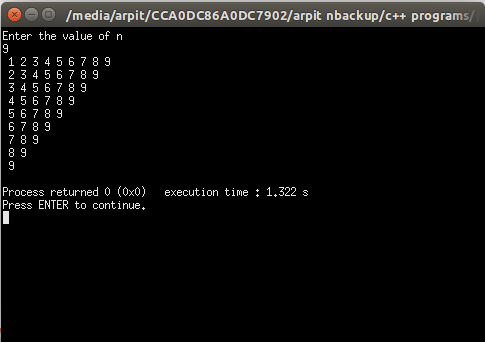 /media/arpit/CCA0DC86A0DC7902/arpit nbackup/c++ programs/
Enter the value of n
9
1 2 3 4 5 6 7 8 9
2 3 4 5 6 7 8 9
3 4 5 6 7 8 9
4 5 6 7 8 9
5 6 7 8 9
6 7 8 9
7 8 9
8 9
9
Process returned 0 (0x0)   execution time : 1.322 s
Press ENTER to continue.